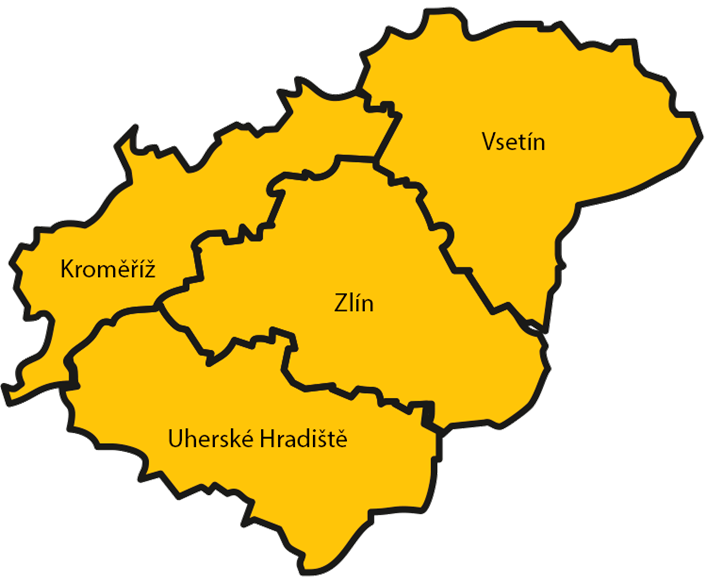 Vsetín
Kroměříž
Zlín
Uherské Hradiště